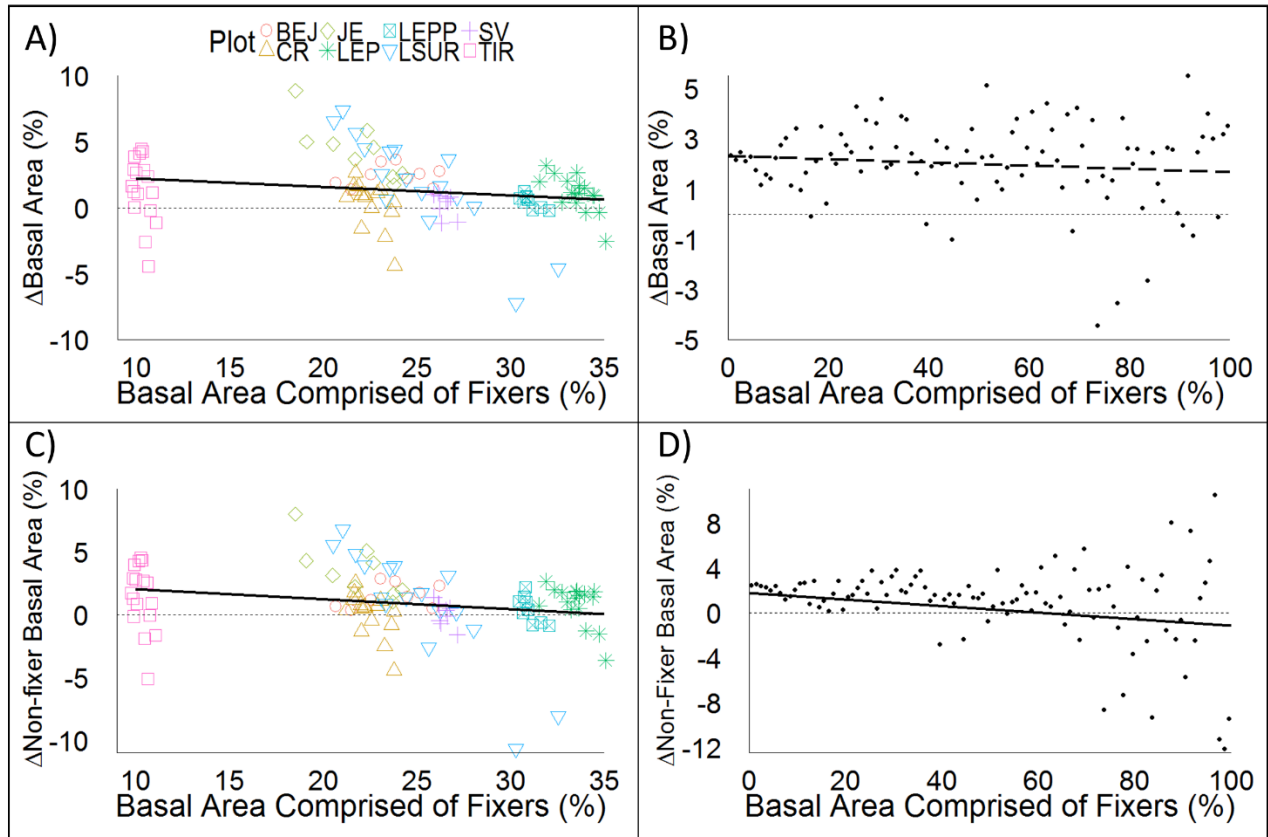 A)
Plot BEJ JE LEPP SV
CR LEP LSUR TIR
10
5
0
-5
-10
ΔBasal Area (%)
10 15 20 25 30 35
Basal Area Comprised of Fixers (%)
B)
5
3
1
-1
-3
-5
ΔBasal Area (%)
0 20 40 60 80 100
Basal Area Comprised of Fixers (%)
C)
10
5
0
-5
-10
ΔNon-fixer Basal Area (%)
10 15 20 25 30 35
Basal Area Comprised of Fixers (%)
D)
8
4
0
-4
-8
-12
ΔNon-Fixer Basal Area (%)
0 20 40 60 80 100
Basal Area Comprised of Fixers (%)